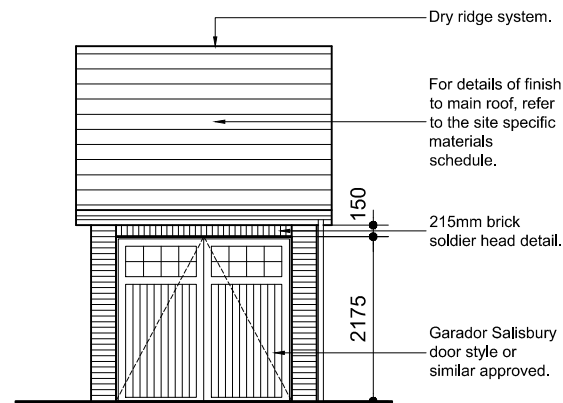 Dry ridge system.
For details of finish
to main roof, refer
to the site specific
materials
schedule.
150
215mm brick
soldier head detail.
2175
Garador Salisbury
door style or
similar approved.